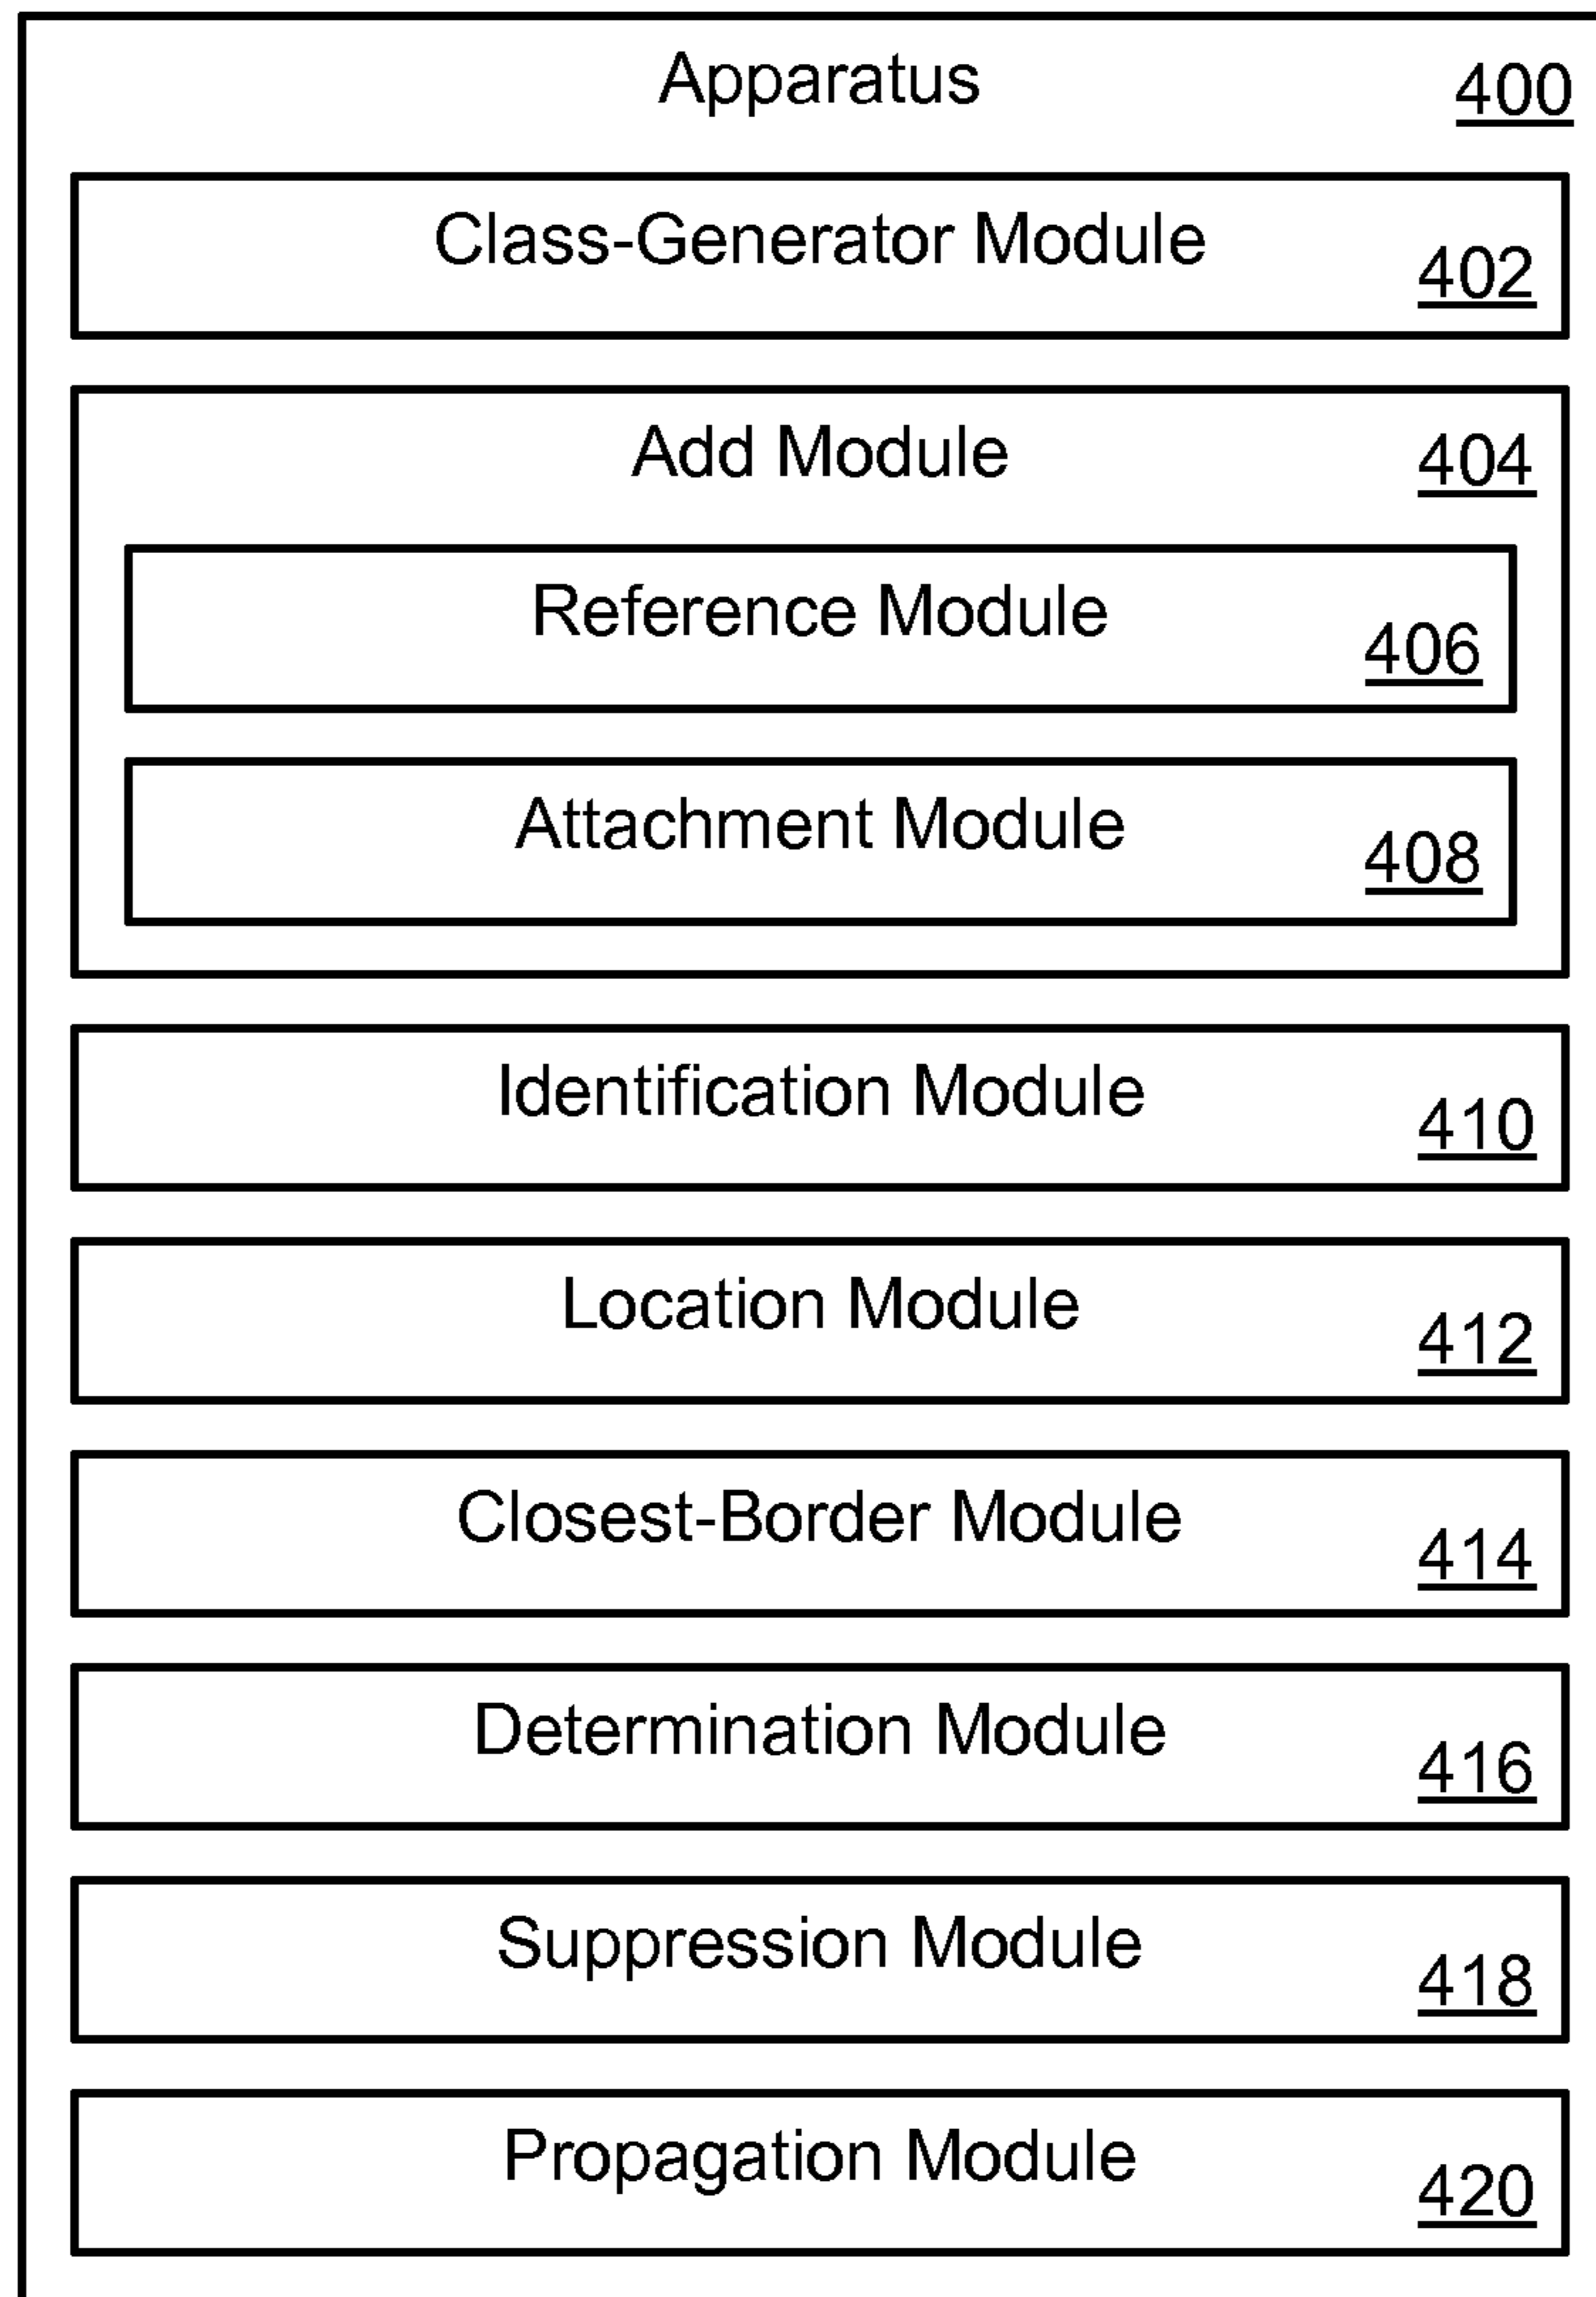 Apparatus 400
Class-Generator Module 402
Add Module 404
Reference Module 406
Attachment Module 408
Identification Module 410
Location Module 412
Closest-Border Module 414
Determination Module 416
Suppression Module 418
Propagation Module 420